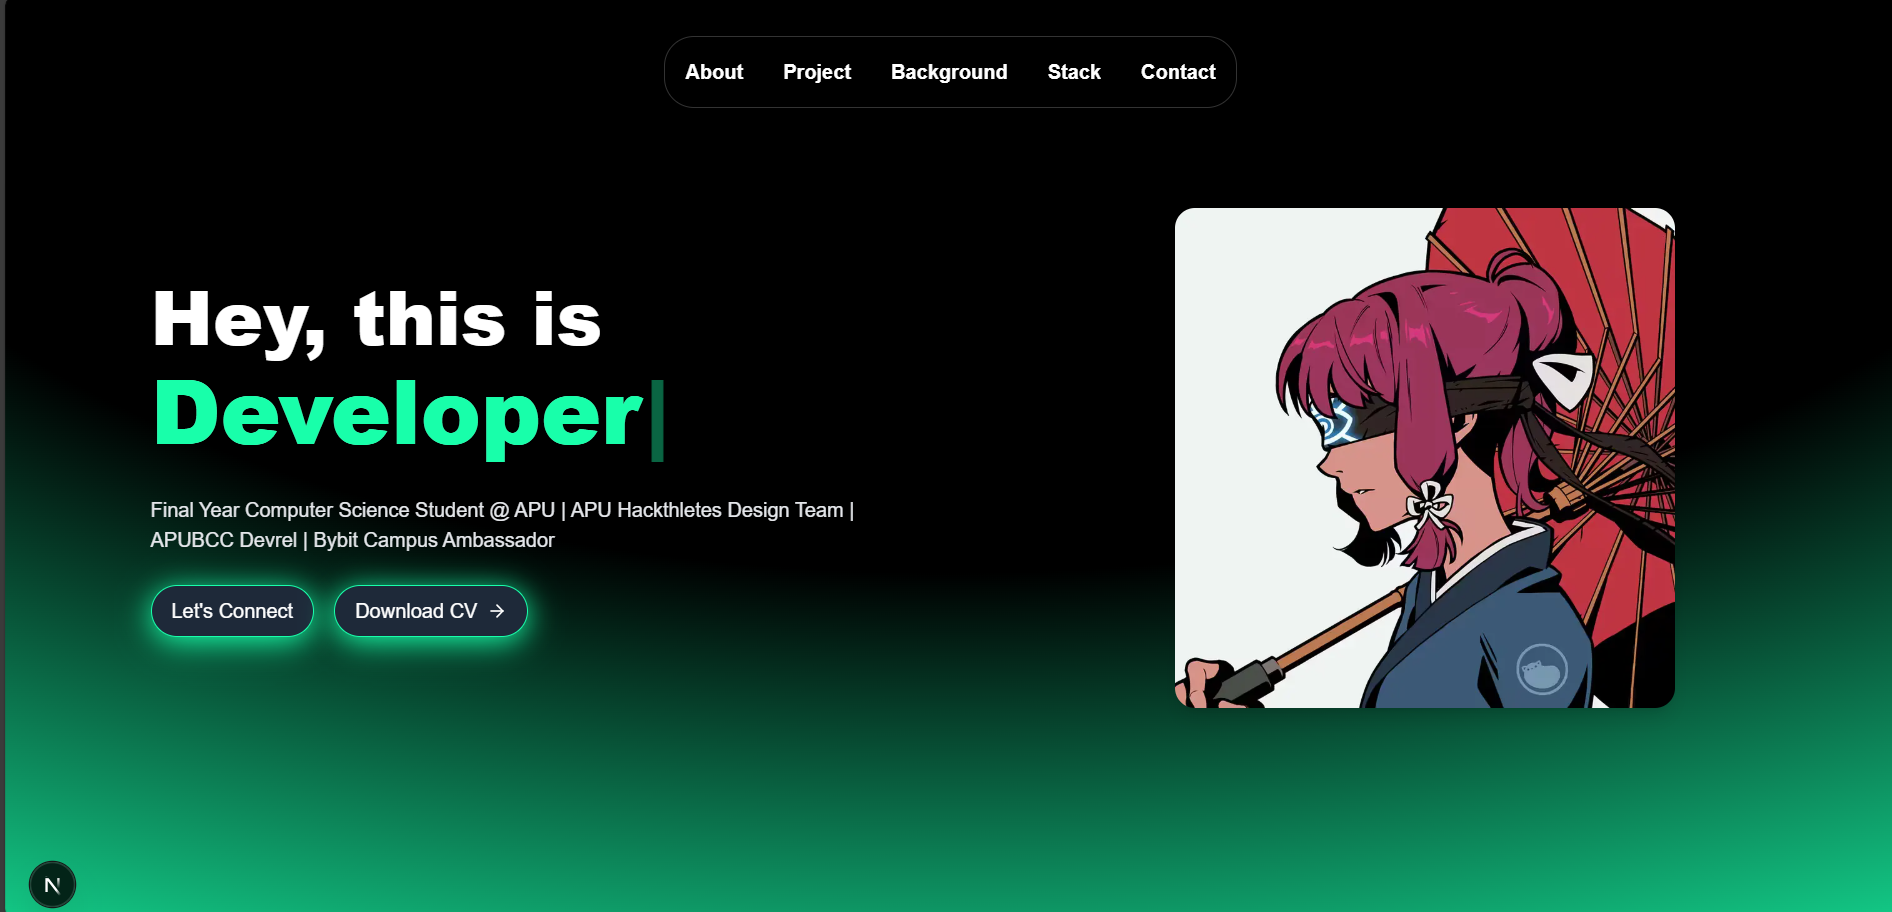 About Project Background Stack Contact
Hey, this is
Developer
Final Year Computer Science Student @ APU | APU Hackthletes Design Team |
APUBCC Devrel | Bybit Campus Ambassador
Let's Connect Download CV →
N